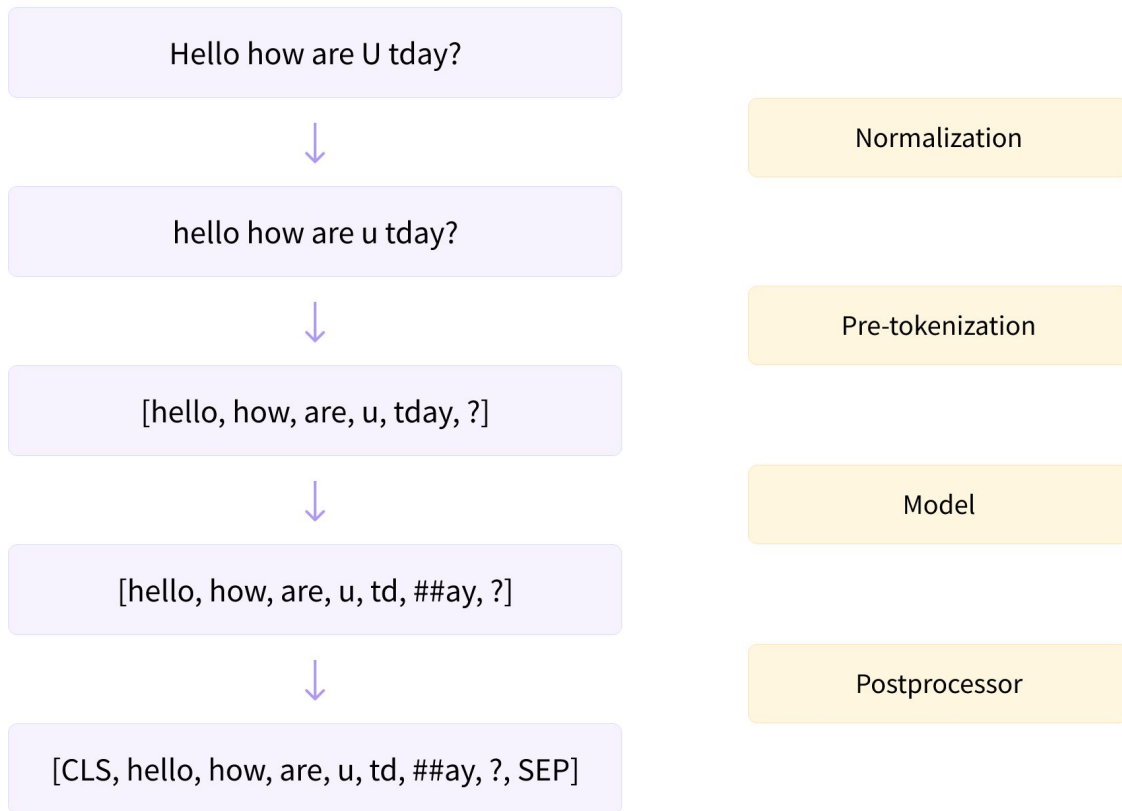 Hello how are U tday?
Normalization
hello how are u tday?
Pre-tokenization
[hello, how, are, u, tday, ?]
Model
[hello, how, are, u, td, ##ay, ?]
Postprocessor
[CLS, hello, how, are, u, td, ##ay, ?, SEP]